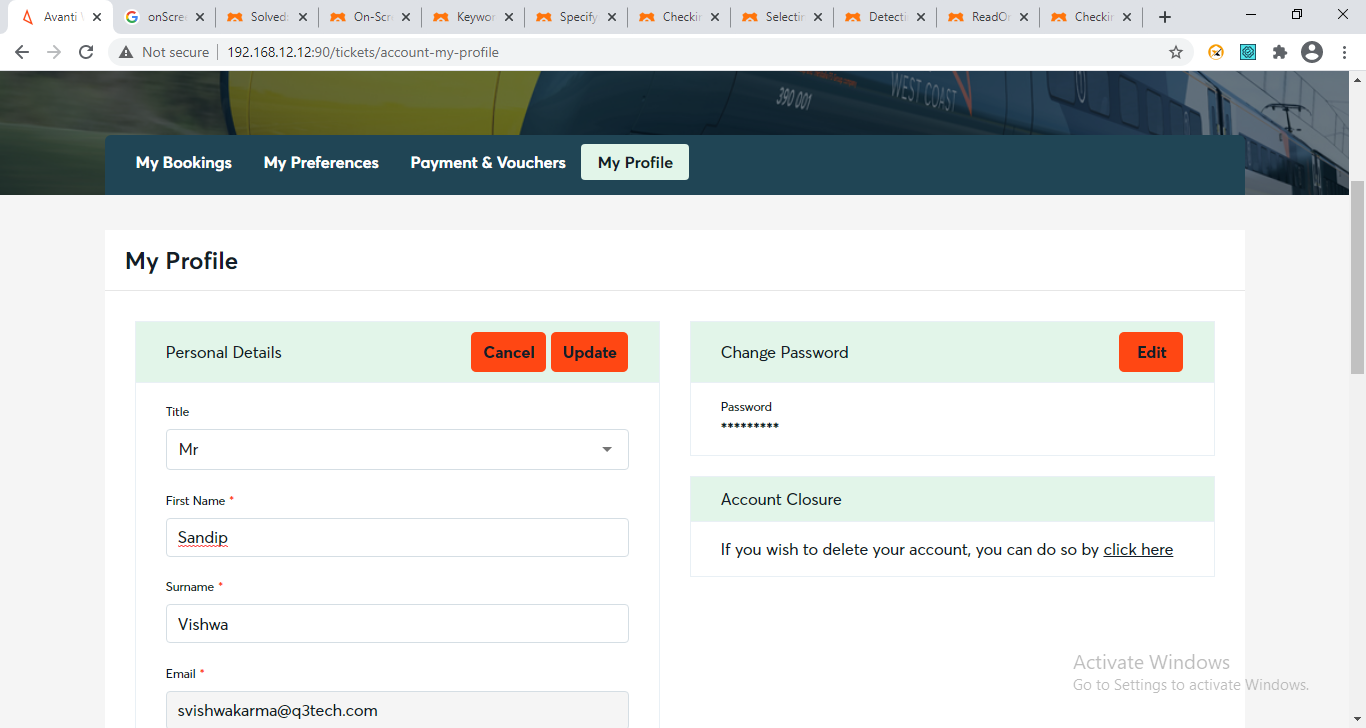 Avanti
onScre
Solved:
On-Scr
Keywor
Specify
Checkin
Selectin
Detecti
ReadOn
Checkin
Not secure
192.168.12.12:90/tickets/account-my-profile
390 001
WEST COAST
My Bookings
My Preferences
Payment & Vouchers
My Profile
My Profile
Personal Details
Cancel
Update
Title
Mr
First Name *
Sandip
Surname *
Vishwa
Email *
svishwakarma@q3tech.com
Change Password
Edit
Password
*********
Account Closure
If you wish to delete your account, you can do so by click here
Activate Windows
Go to Settings to activate Windows.